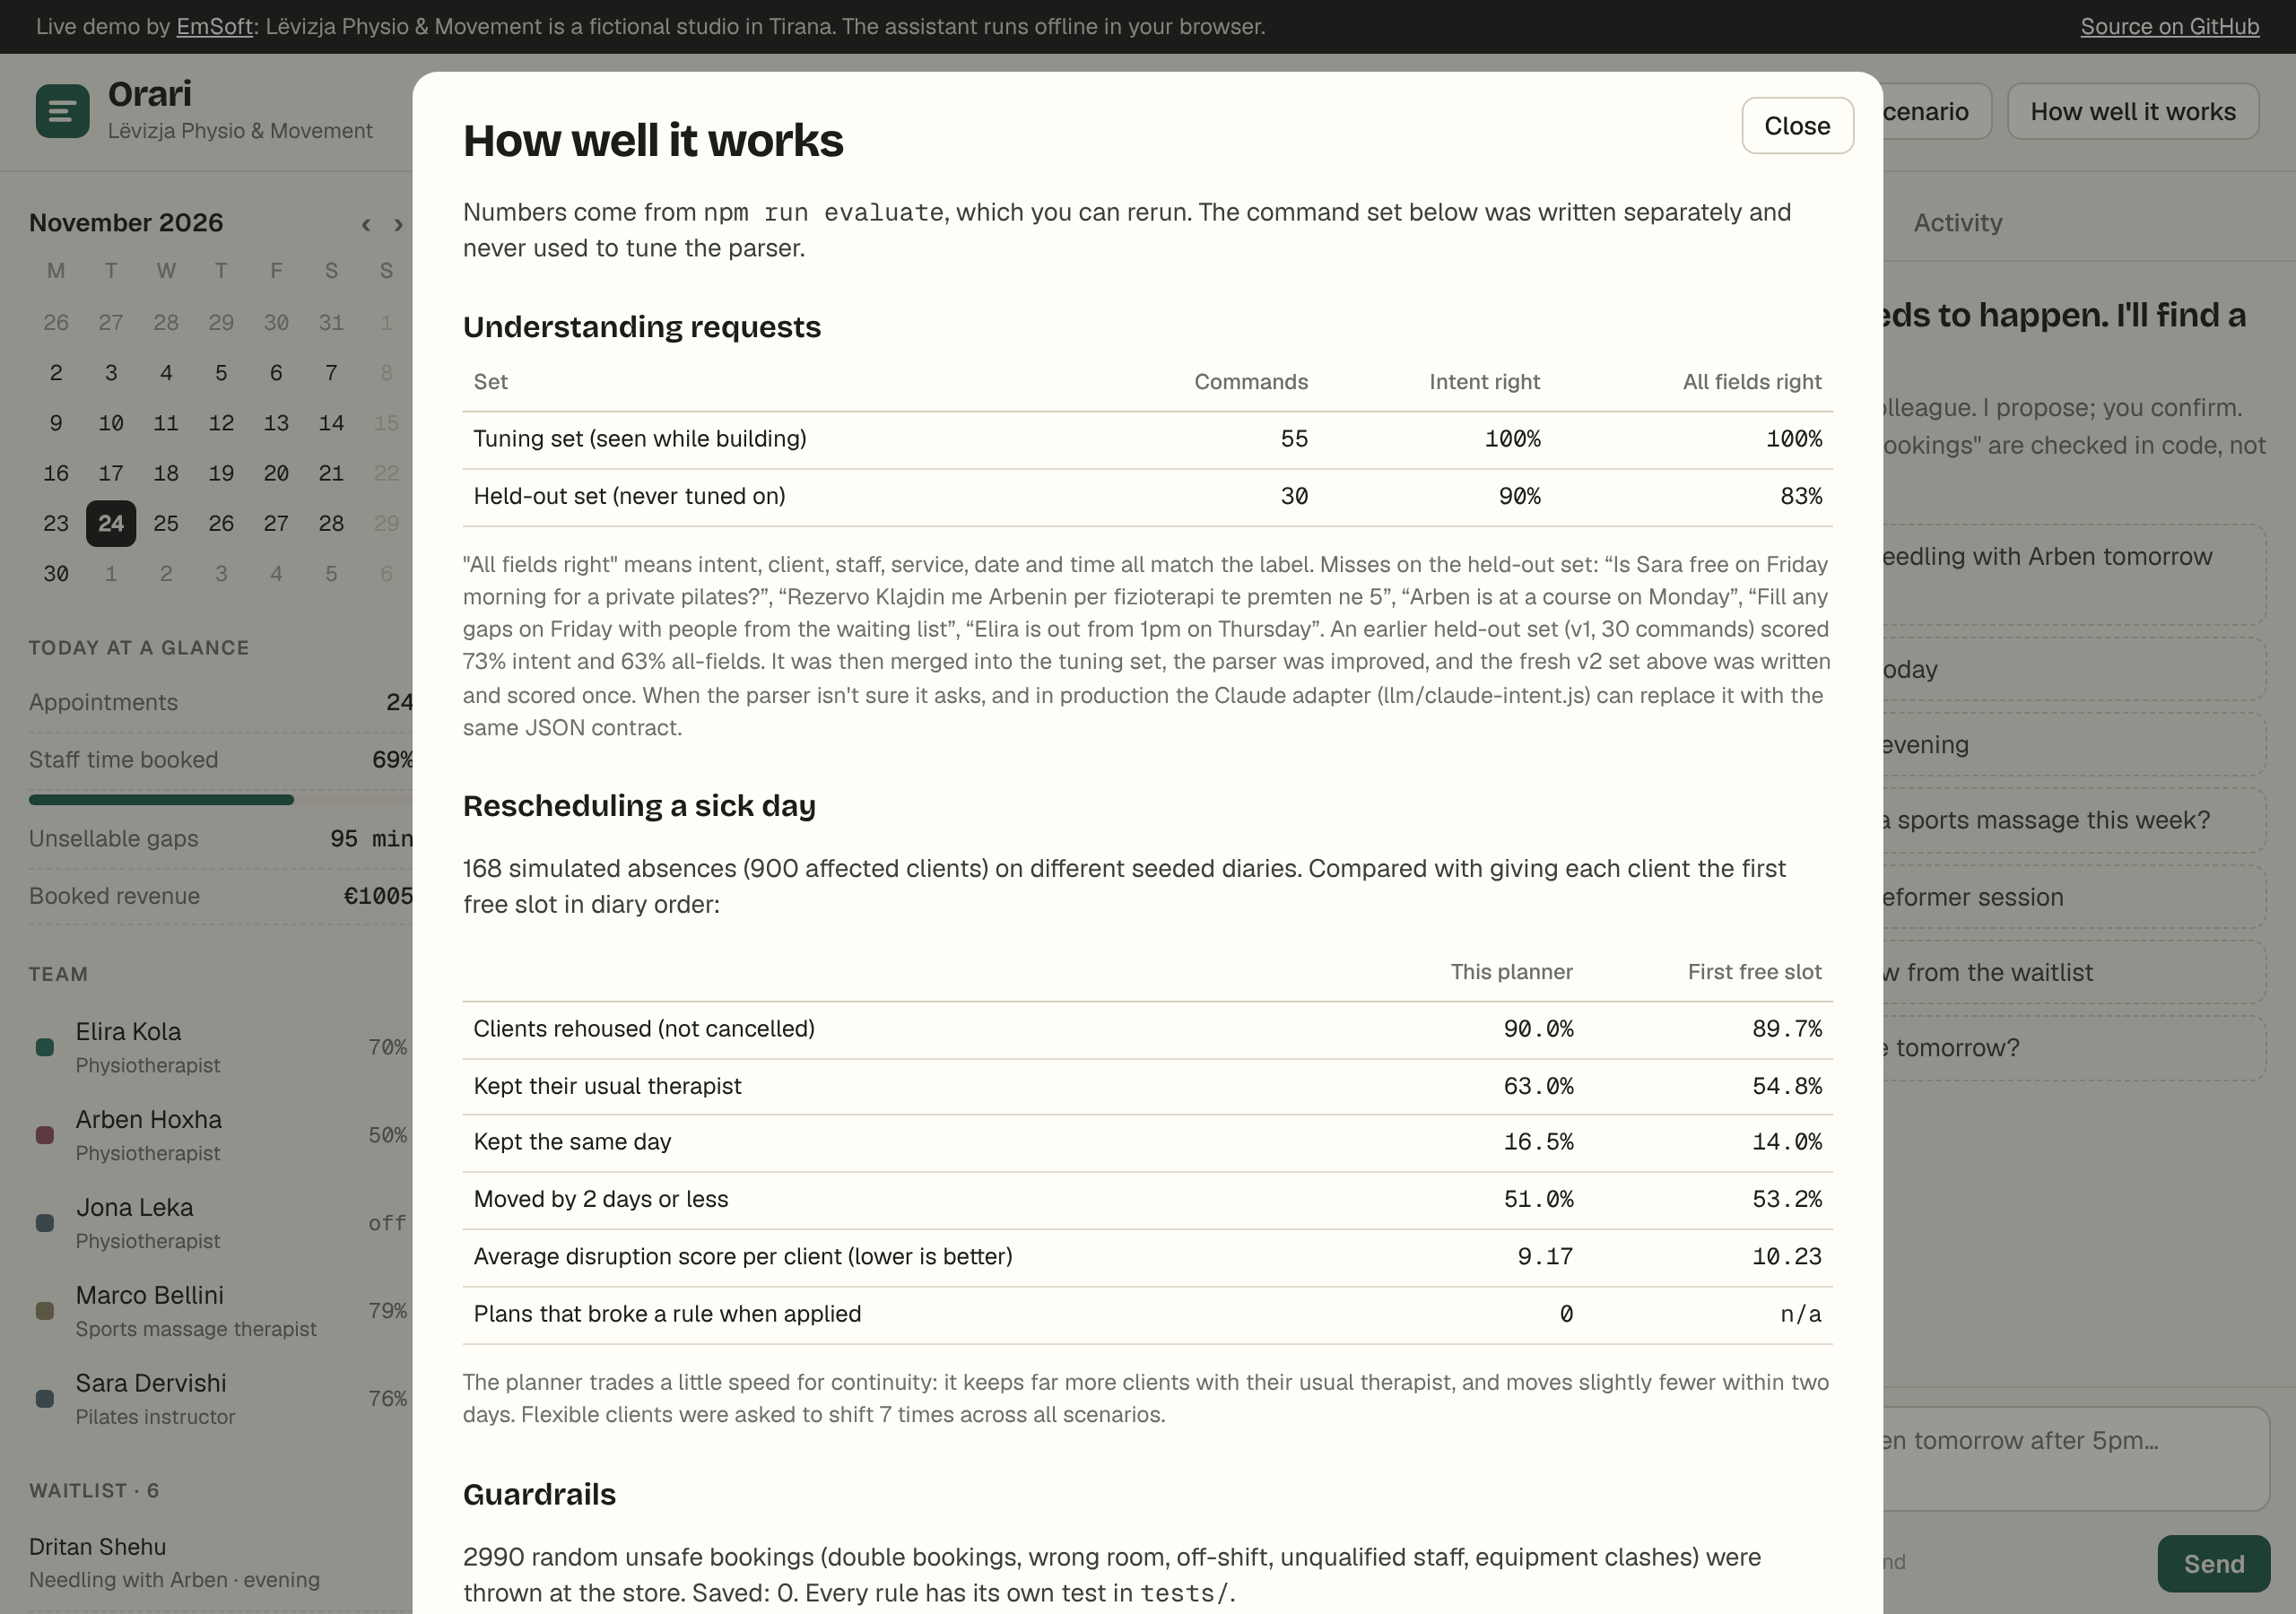 Live demo by EmSoft: Lëvizja Physio & Movement is a fictional studio in Tirana. The assistant runs offline in your browser.
Source on GitHub
Orari
Lëvizja Physio & Movement
cenario
How well it works
November 2026 ‹ ›
M T W T F S S
26 27 28 29 30 31 1
2 3 4 5 6 7 8
9 10 11 12 13 14 15
16 17 18 19 20 21 22
23 24 25 26 27 28 29
30 1 2 3 4 5 6
TODAY AT A GLANCE
Appointments 24
Staff time booked 69%
Unsellable gaps 95 min
Booked revenue €1005
TEAM
Elira Kola
Physiotherapist
70%
Arben Hoxha
Physiotherapist
50%
Jona Leka
Physiotherapist
off
Marco Bellini
Sports massage therapist
79%
Sara Dervishi
Pilates instructor
76%
WAITLIST · 6
Dritan Shehu
Needling with Arben · evening
How well it works
Close
Numbers come from npm run evaluate, which you can rerun. The command set below was written separately and
never used to tune the parser.
Understanding requests
Set Commands Intent right All fields right
Tuning set (seen while building) 55 100% 100%
Held-out set (never tuned on) 30 90% 83%
"All fields right" means intent, client, staff, service, date and time all match the label. Misses on the held-out set: “Is Sara free on Friday
morning for a private pilates?”, “Rezervo Klajdin me Arbenin per fizioterapi te premten ne 5”, “Arben is at a course on Monday”, “Fill any
gaps on Friday with people from the waiting list”, “Elira is out from 1pm on Thursday”. An earlier held-out set (v1, 30 commands) scored
73% intent and 63% all-fields. It was then merged into the tuning set, the parser was improved, and the fresh v2 set above was written
and scored once. When the parser isn't sure it asks, and in production the Claude adapter (llm/claude-intent.js) can replace it with the
same JSON contract.
Rescheduling a sick day
168 simulated absences (900 affected clients) on different seeded diaries. Compared with giving each client the first
free slot in diary order:
This planner First free slot
Clients rehoused (not cancelled) 90.0% 89.7%
Kept their usual therapist 63.0% 54.8%
Kept the same day 16.5% 14.0%
Moved by 2 days or less 51.0% 53.2%
Average disruption score per client (lower is better) 9.17 10.23
Plans that broke a rule when applied 0 n/a
The planner trades a little speed for continuity: it keeps far more clients with their usual therapist, and moves slightly fewer within two
days. Flexible clients were asked to shift 7 times across all scenarios.
Guardrails
2990 random unsafe bookings (double bookings, wrong room, off-shift, unqualified staff, equipment clashes) were
thrown at the store. Saved: 0. Every rule has its own test in tests/.
Activity
eds to happen. I'll find a
olleague. I propose; you confirm.
ookings" are checked in code, not
eedling with Arben tomorrow
oday
evening
a sports massage this week?
eformer session
w from the waitlist
e tomorrow?
en tomorrow after 5pm…
nd
Send